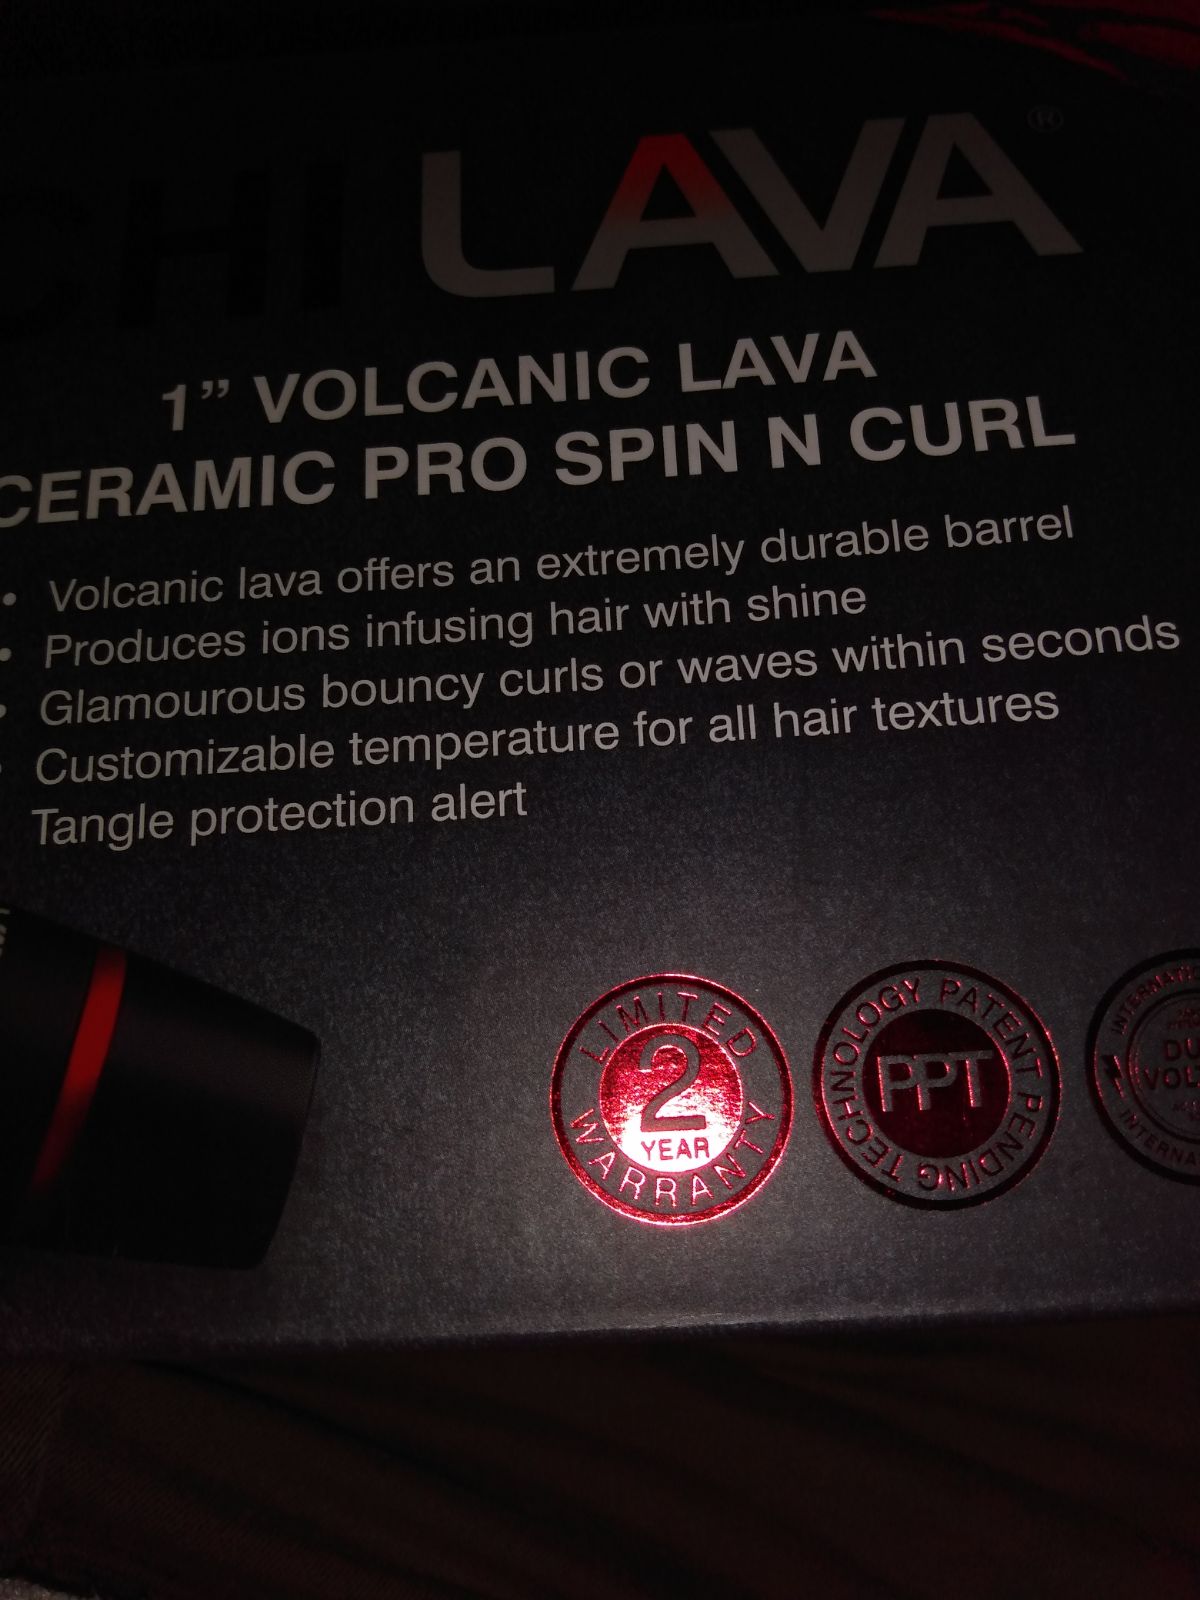 CHI LAVA®
1” VOLCANIC LAVA
CERAMIC PRO SPIN N CURL
• Volcanic lava offers an extremely durable barrel
• Produces ions infusing hair with shine
• Glamourous bouncy curls or waves within seconds
• Customizable temperature for all hair textures
Tangle protection alert
LIMITED
2
YEAR
WARRANTY
TECHNOLOGY PATENT PENDING
PPT